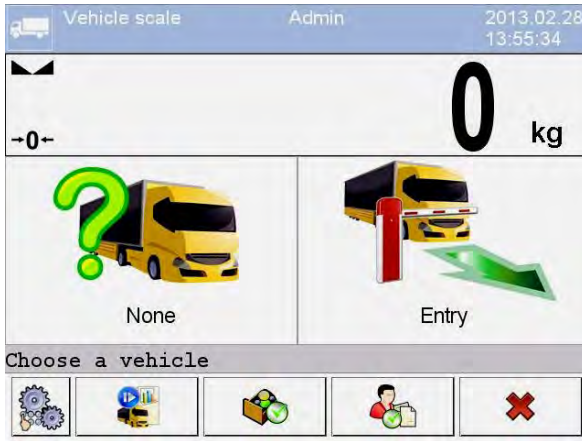 Vehicle scale Admin 2013.02.28
13:55:34
0 kg
→0←
None Entry
Choose a vehicle